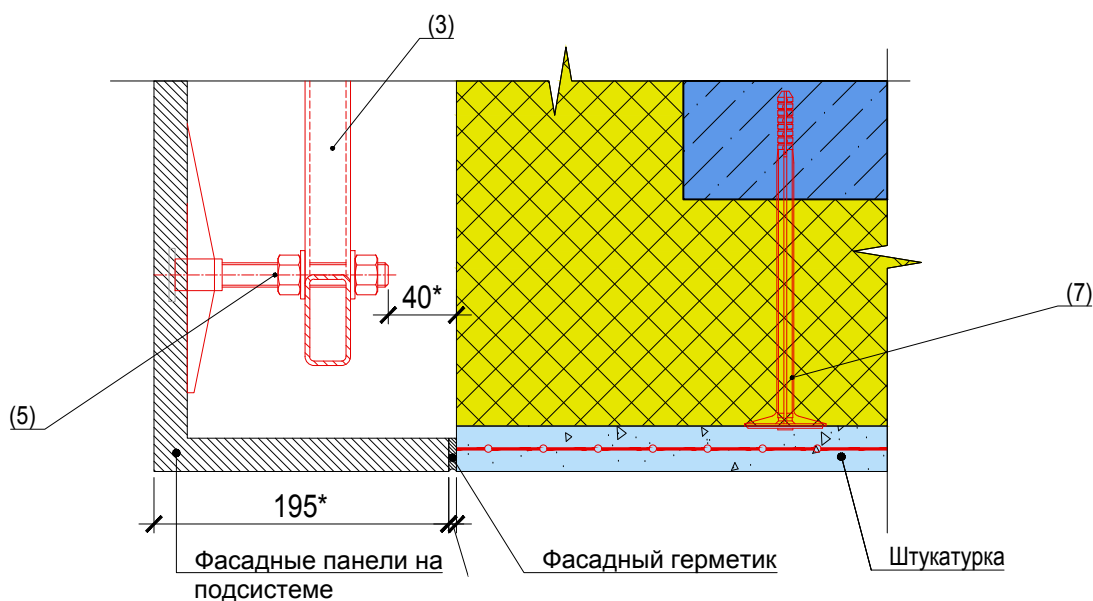 (3)
40*
(7)
(5)
195*
Фасадные панели на
подсистеме
Фасадный герметик
Штукатурка